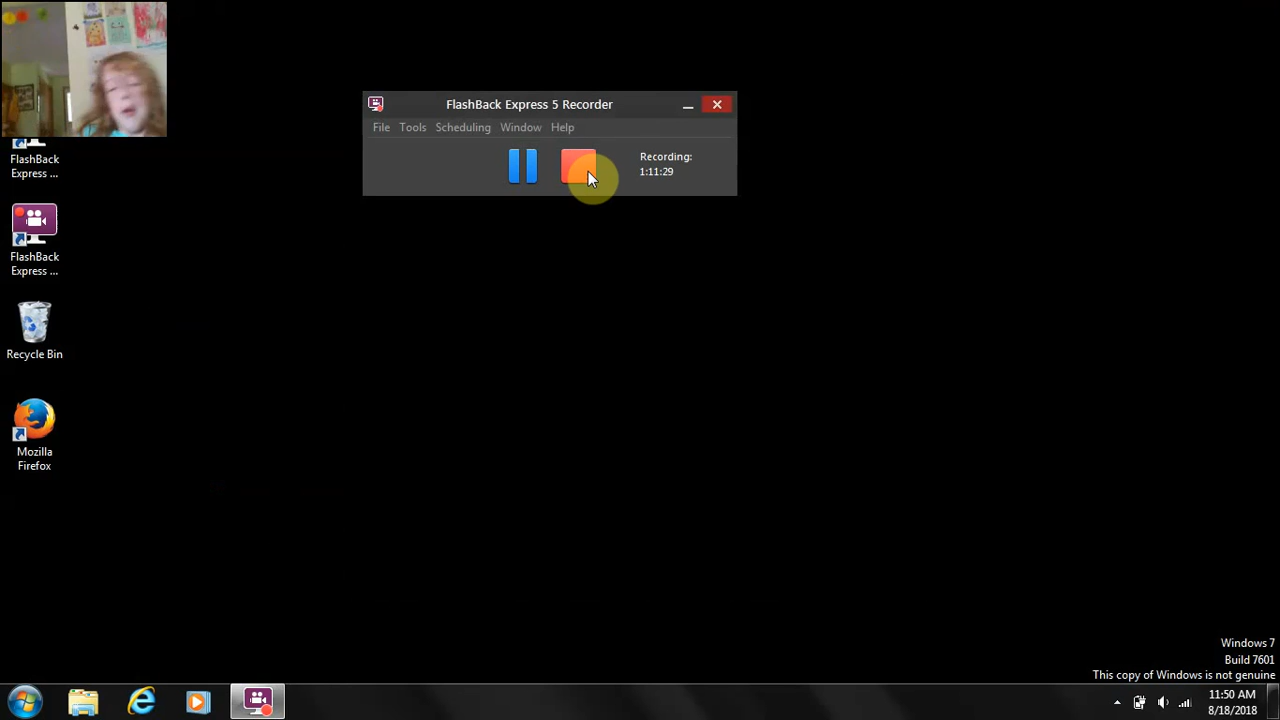 FlashBack Express 5 Recorder
File Tools Scheduling Window Help
Recording:
1:11:29
FlashBack
Express ...
FlashBack
Express ...
Recycle Bin
Mozilla
Firefox
Windows 7
Build 7601
This copy of Windows is not genuine
11:50 AM
8/18/2018